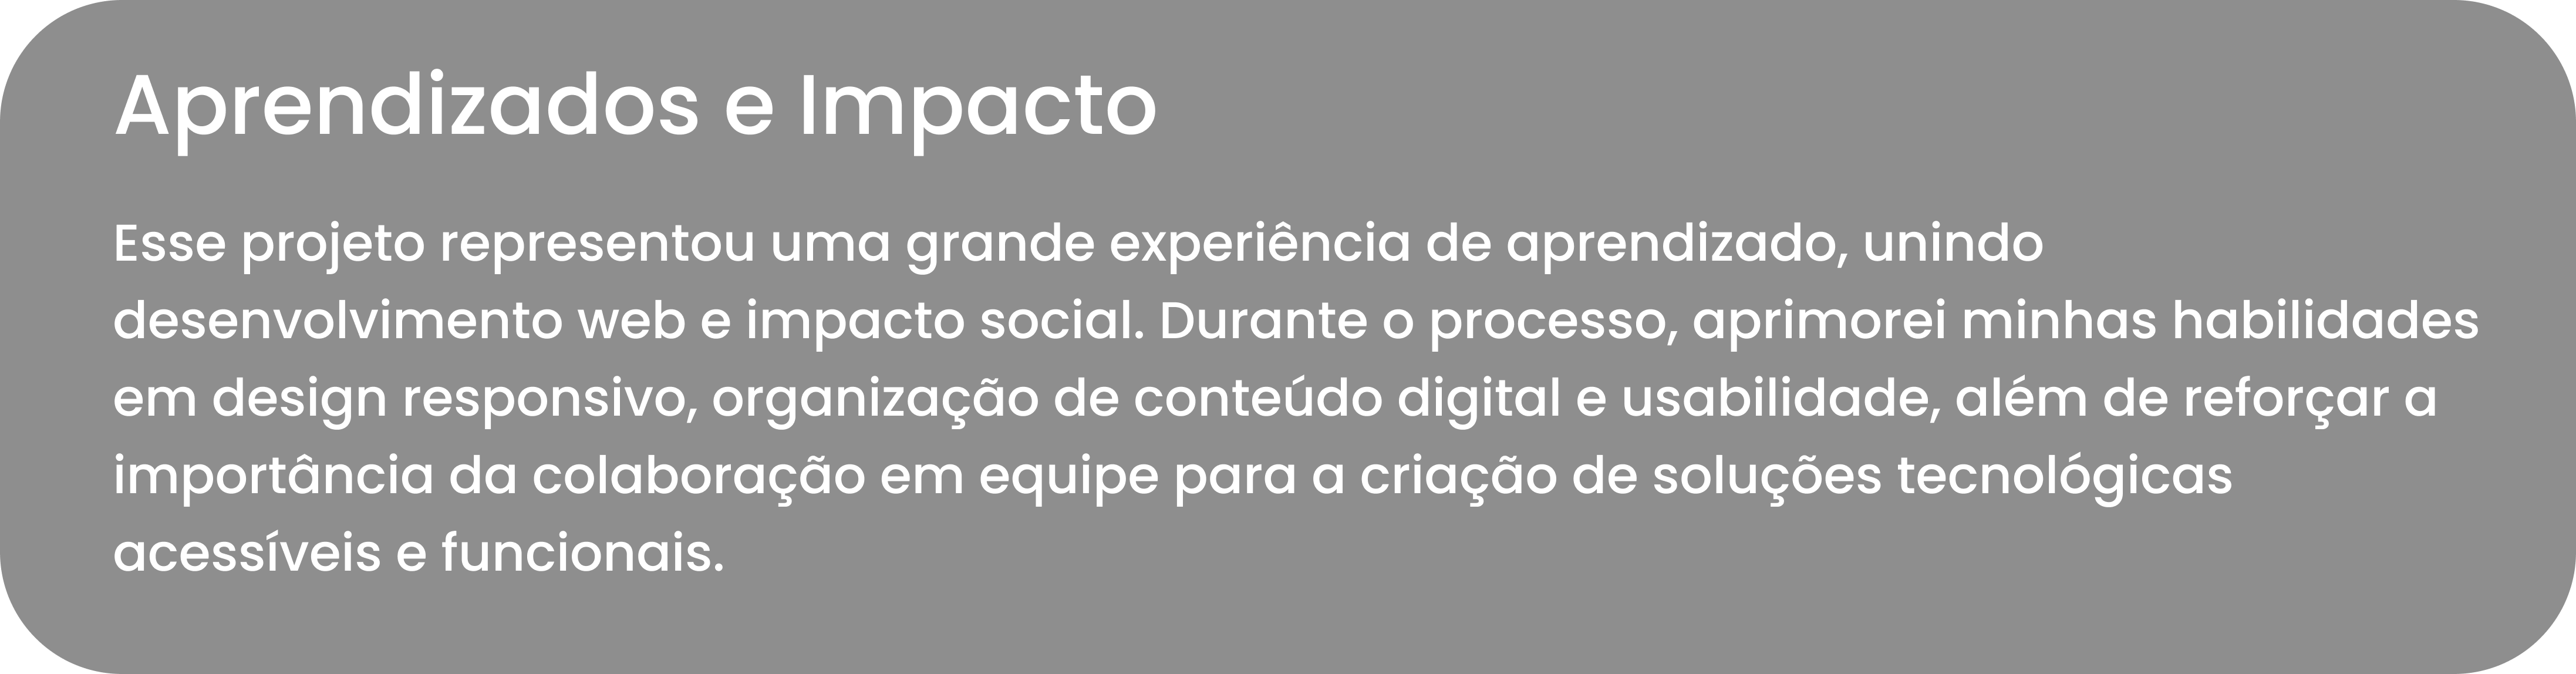 Aprendizados e Impacto
Esse projeto representou uma grande experiência de aprendizado, unindo
desenvolvimento web e impacto social. Durante o processo, aprimorei minhas habilidades
em design responsivo, organização de conteúdo digital e usabilidade, além de reforçar a
importância da colaboração em equipe para a criação de soluções tecnológicas
acessíveis e funcionais.